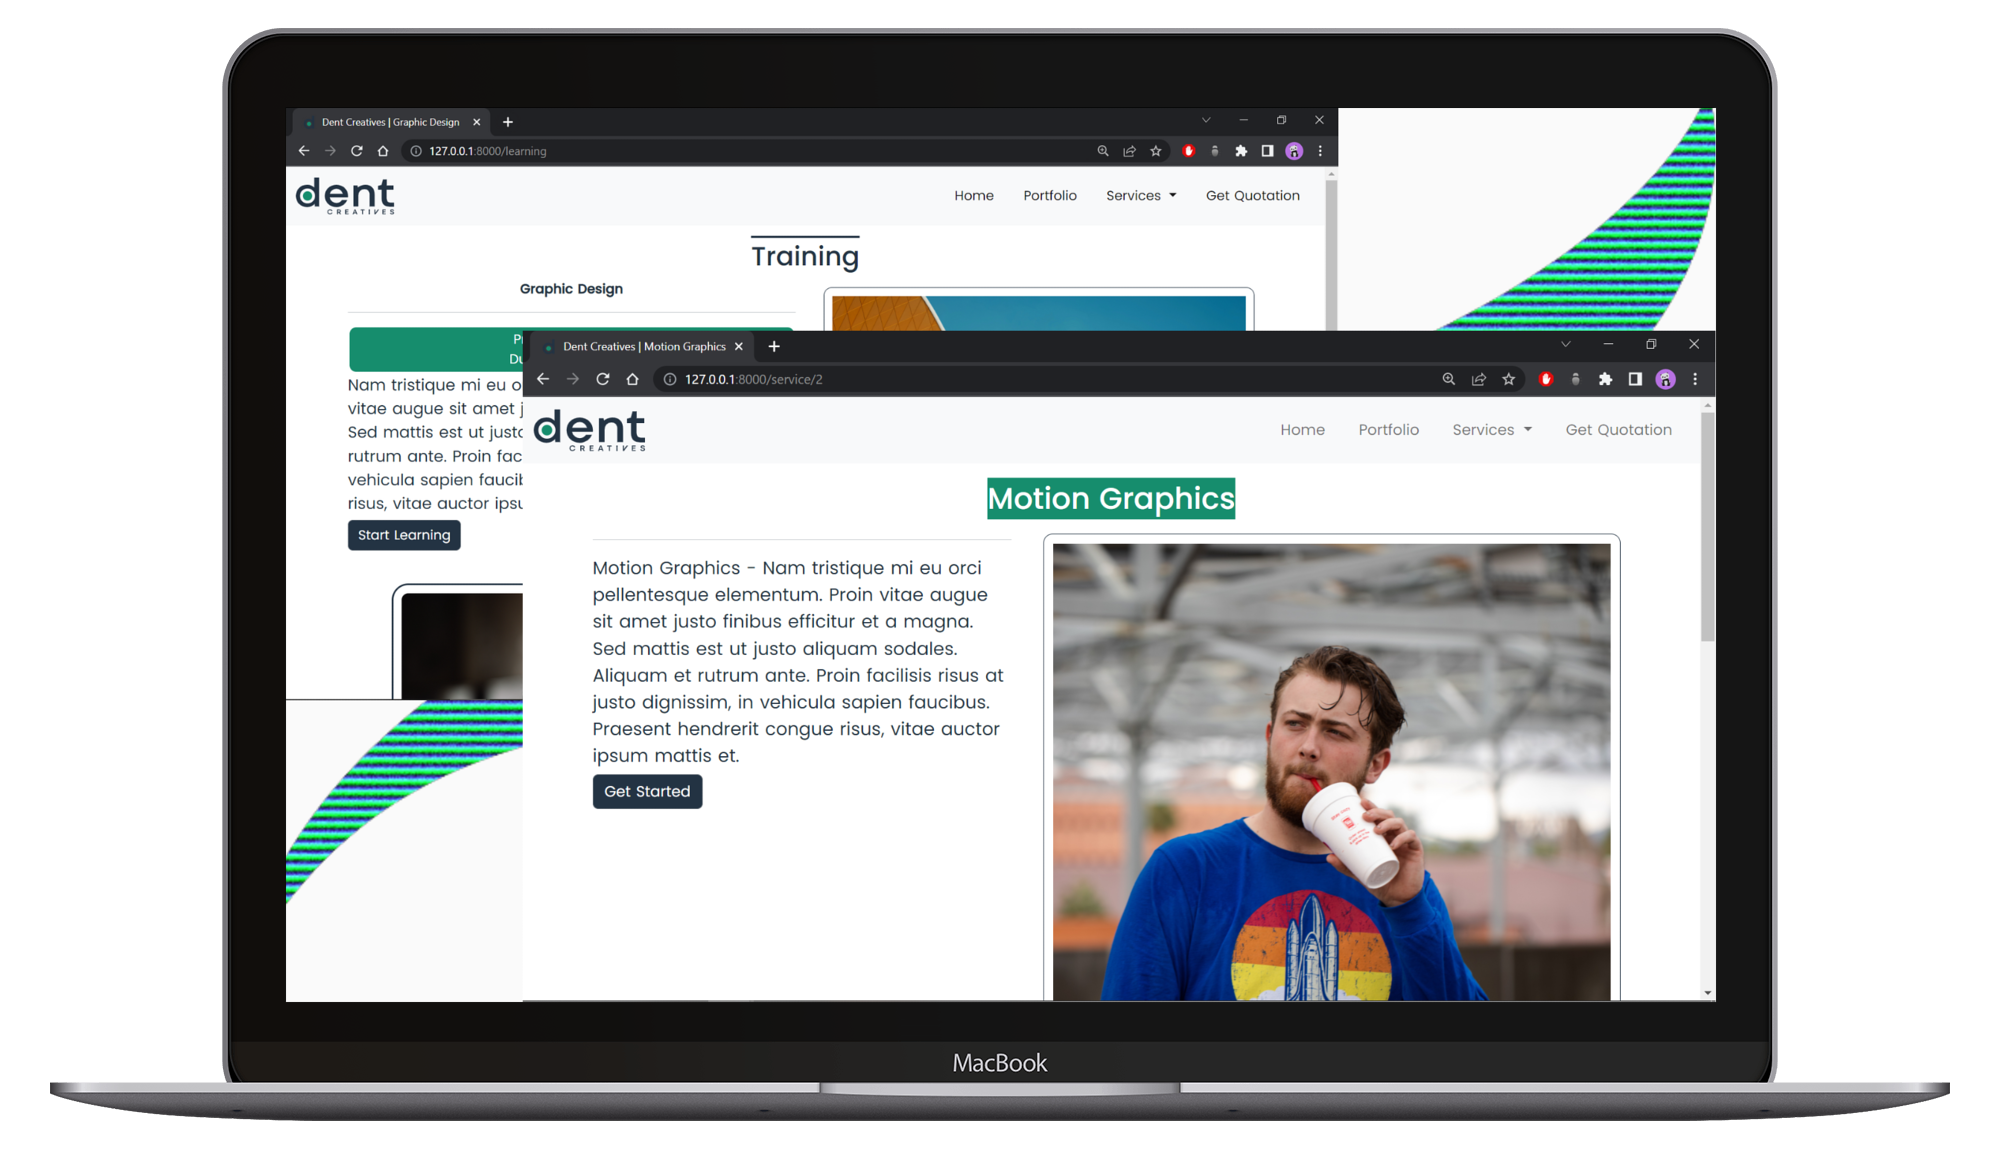 Dent Creatives | Graphic Design
127.0.0.1:8000/learning
dent
CREATIVES
Home Portfolio Services Get Quotation
Training
Graphic Design
Nam tristique mi eu o
vitae augue sit amet j
Sed mattis est ut justo
rutrum ante. Proin fac
vehicula sapien faucib
risus, vitae auctor ipsu
Start Learning
Dent Creatives | Motion Graphics
127.0.0.1:8000/service/2
dent
CREATIVES
Home Portfolio Services Get Quotation
Motion Graphics
Motion Graphics - Nam tristique mi eu orci
pellentesque elementum. Proin vitae augue
sit amet justo finibus efficitur et a magna.
Sed mattis est ut justo aliquam sodales.
Aliquam et rutrum ante. Proin facilisis risus at
justo dignissim, in vehicula sapien faucibus.
Praesent hendrerit congue risus, vitae auctor
ipsum mattis et.
Get Started
MacBook